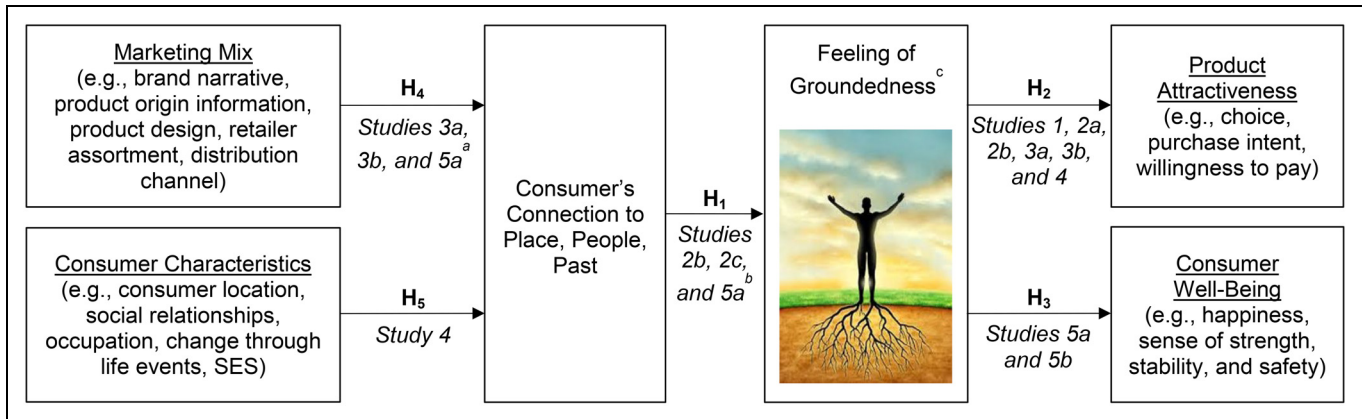 Marketing Mix
(e.g., brand narrative,
product origin information,
product design, retailer
assortment, distribution
channel)
H4
Studies 3a,
3b, and 5a a
Consumer Characteristics
(e.g., consumer location,
social relationships,
occupation, change through
life events, SES)
H5
Study 4
Consumer's
Connection to
Place, People,
Past
H1
Studies
2b, 2c,
and 5a b
Feeling of
Groundedness c
H2
Studies 1, 2a,
2b, 3a, 3b,
and 4
Product
Attractiveness
(e.g., choice,
purchase intent,
willingness to pay)
H3
Studies 5a
and 5b
Consumer
Well-Being
(e.g., happiness,
sense of strength,
stability, and safety)